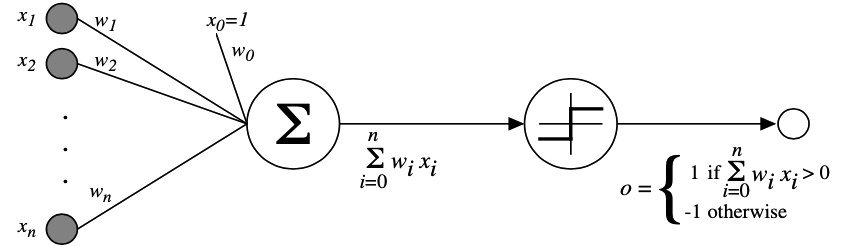 x1 w1 x0=1
w0
x2 w2
.
.
.
wn
xn
Σ
n
Σ wi xi
i=0
o = { 1 if n Σ i=0 wi xi > 0
-1 otherwise